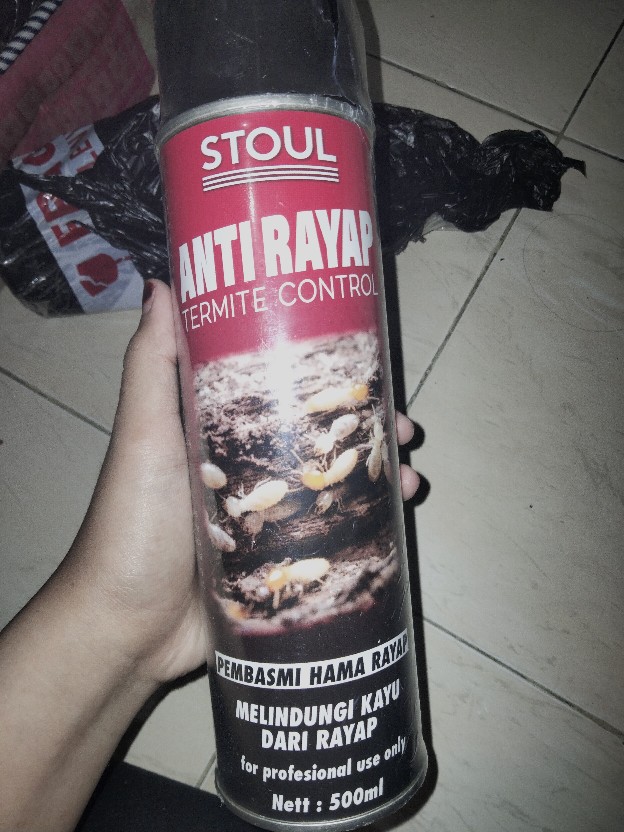 STOUL
ANTI RAYAP
TERMITE CONTROL
PEMBASMI HAMA RAYAP
MELINDUNGI KAYU
DARI RAYAP
for profesional use only
Nett : 500ml